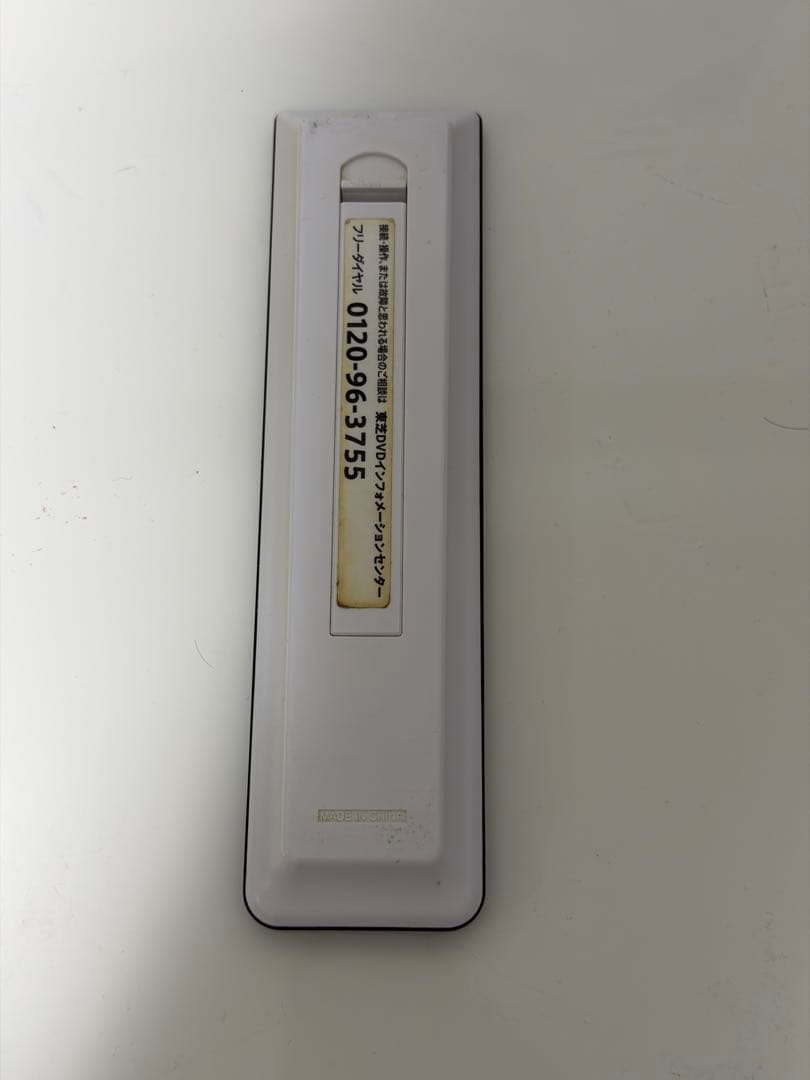 接続・操作、または故障と思われる場合のご相談は 東芝DVDインフォメーションセンター
フリーダイヤル 0120-96-3755
MADE IN China